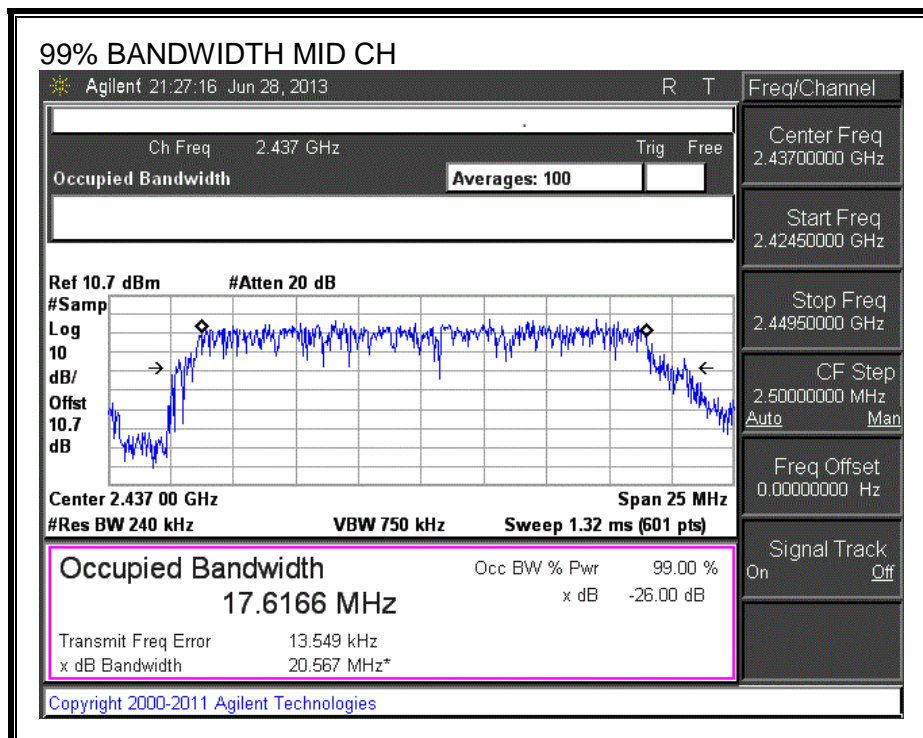 99% BANDWIDTH MID CH
Agilent 21:27:16 Jun 28, 2013 R T
Ch Freq 2.437 GHz Trig Free
Occupied Bandwidth Averages: 100
Ref 10.7 dBm #Atten 20 dB
#Samp
Log
10
dB/
Offst
10.7
dB
Center 2.437 00 GHz Span 25 MHz
#Res BW 240 kHz VBW 750 kHz Sweep 1.32 ms (601 pts)
Occupied Bandwidth Occ BW % Pwr 99.00 %
17.6166 MHz x dB -26.00 dB
Transmit Freq Error 13.549 kHz
x dB Bandwidth 20.567 MHz*
Copyright 2000-2011 Agilent Technologies
Freq/Channel
Center Freq
2.43700000 GHz
Start Freq
2.42450000 GHz
Stop Freq
2.44950000 GHz
CF Step
2.50000000 MHz
Auto Man
Freq Offset
0.00000000 Hz
Signal Track
On Off